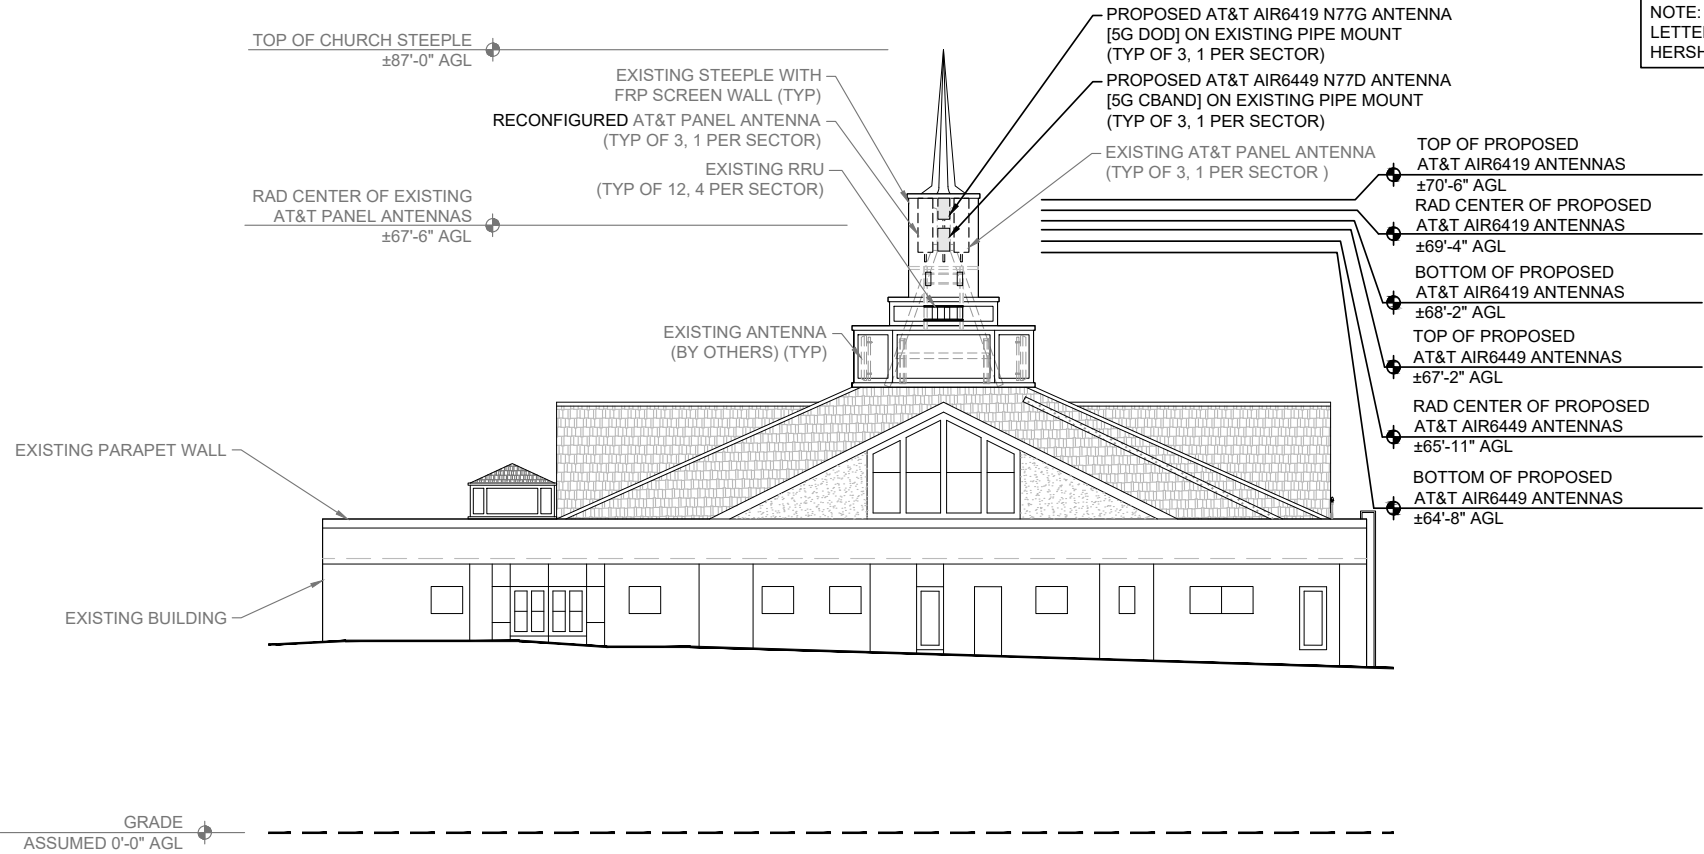 TOP OF CHURCH STEEPLE
±87'-0" AGL
EXISTING STEEPLE WITH
FRP SCREEN WALL (TYP)
RECONFIGURED AT&T PANEL ANTENNA
(TYP OF 3, 1 PER SECTOR)
EXISTING RRU
(TYP OF 12, 4 PER SECTOR)
RAD CENTER OF EXISTING
AT&T PANEL ANTENNAS
±67'-6" AGL
EXISTING ANTENNA
(BY OTHERS) (TYP)
EXISTING PARAPET WALL
EXISTING BUILDING
GRADE
ASSUMED 0'-0" AGL
PROPOSED AT&T AIR6419 N77G ANTENNA
[5G DOD] ON EXISTING PIPE MOUNT
(TYP OF 3, 1 PER SECTOR)
PROPOSED AT&T AIR6449 N77D ANTENNA
[5G CBAND] ON EXISTING PIPE MOUNT
(TYP OF 3, 1 PER SECTOR)
EXISTING AT&T PANEL ANTENNA
(TYP OF 3, 1 PER SECTOR )
TOP OF PROPOSED
AT&T AIR6419 ANTENNAS
±70'-6" AGL
RAD CENTER OF PROPOSED
AT&T AIR6419 ANTENNAS
±69'-4" AGL
BOTTOM OF PROPOSED
AT&T AIR6419 ANTENNAS
±68'-2" AGL
TOP OF PROPOSED
AT&T AIR6449 ANTENNAS
±67'-2" AGL
RAD CENTER OF PROPOSED
AT&T AIR6449 ANTENNAS
±65'-11" AGL
BOTTOM OF PROPOSED
AT&T AIR6449 ANTENNAS
±64'-8" AGL
NOTE: